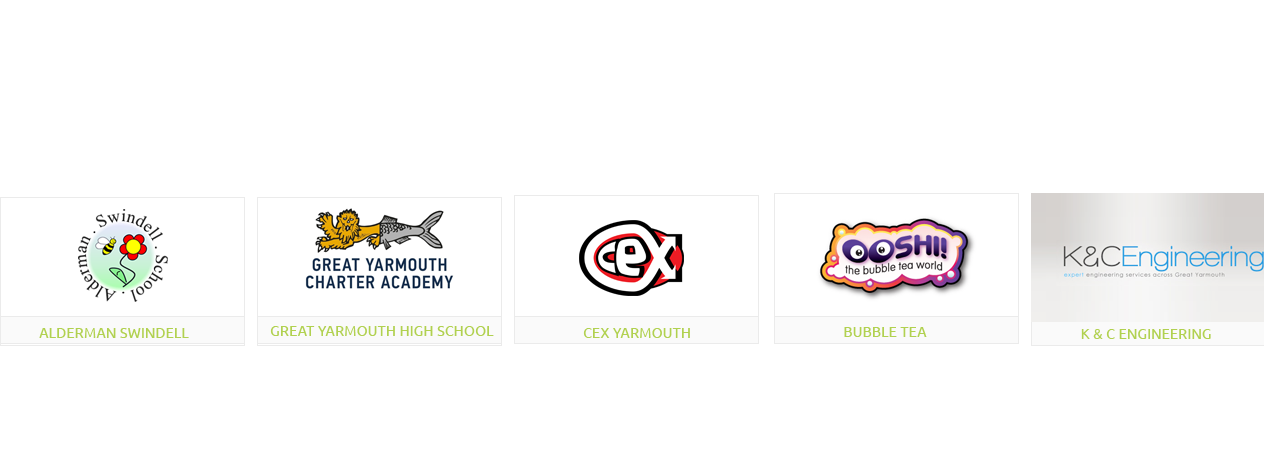 Alderman · Swindell · School ·
ALDERMAN SWINDELL
GREAT YARMOUTH
CHARTER ACADEMY
GREAT YARMOUTH HIGH SCHOOL
cex
CEX YARMOUTH
OOSHI!
the bubble tea world
BUBBLE TEA
K&CEngineering
expert engineering services across Great Yarmouth
K & C ENGINEERING